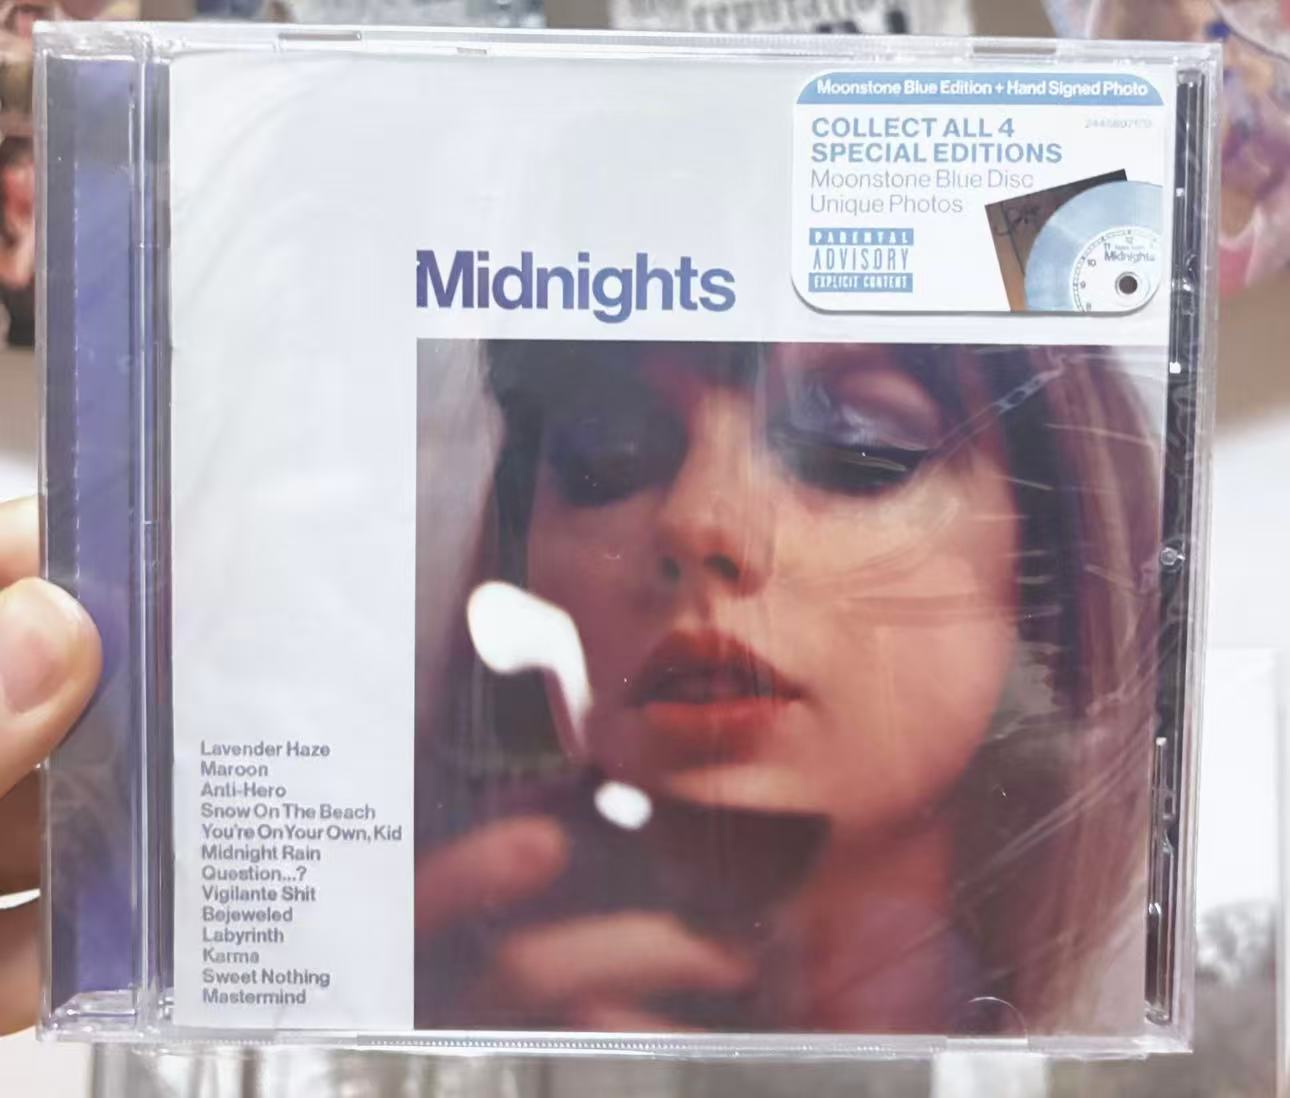 Moonstone Blue Edition + Hand Signed Photo
COLLECT ALL 4
SPECIAL EDITIONS
Moonstone Blue Disc
Unique Photos
PARENTAL
ADVISORY
EXPLICIT CONTENT
Midnights
Midnights
Lavender Haze
Maroon
Anti-Hero
Snow On The Beach
You're On Your Own, Kid
Midnight Rain
Question...?
Vigilante Shit
Bejeweled
Labyrinth
Karma
Sweet Nothing
Mastermind